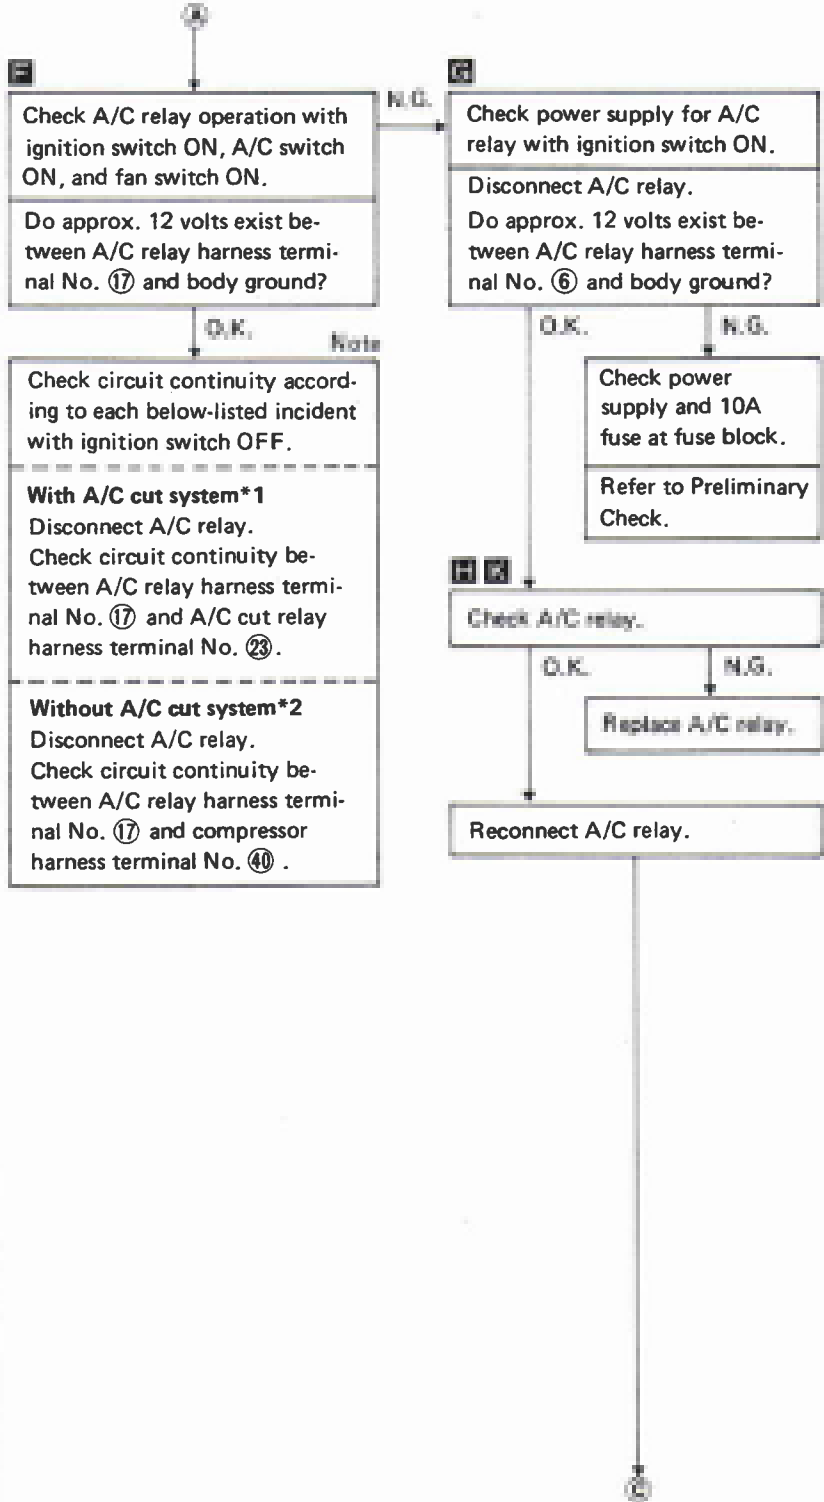 Ⓐ
F
Check A/C relay operation with
ignition switch ON, A/C switch
ON, and fan switch ON.
Do approx. 12 volts exist be-
tween A/C relay harness termi-
nal No. ⑰ and body ground?
N.G.
O.K.
Note
Check circuit continuity accord-
ing to each below-listed incident
with ignition switch OFF.
With A/C cut system*1
Disconnect A/C relay.
Check circuit continuity be-
tween A/C relay harness termi-
nal No. ⑰ and A/C cut relay
harness terminal No. ㉓.
Without A/C cut system*2
Disconnect A/C relay.
Check circuit continuity be-
tween A/C relay harness termi-
nal No. ⑰ and compressor
harness terminal No. ㊵ .
G
Check power supply for A/C
relay with ignition switch ON.
Disconnect A/C relay.
Do approx. 12 volts exist be-
tween A/C relay harness termi-
nal No. ⑥ and body ground?
O.K.
N.G.
Check power
supply and 10A
fuse at fuse block.
Refer to Preliminary
Check.
H
Check A/C relay.
O.K.
N.G.
Replace A/C relay.
Reconnect A/C relay.
Ⓒ